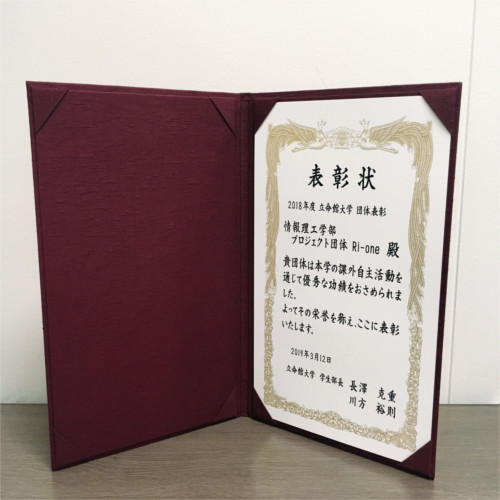 表彰状
2018年度 立命館大学 団体表彰
情報理工学部
プロジェクト団体 Ri-one 殿
貴団体は本学の課外自主活動を
通じて優秀な功績をおさめられま
した。
よってその栄誉を称え、ここに表彰
いたします。
2019年3月12日
立命館大学 学生部長 長澤 克重
川方 裕則